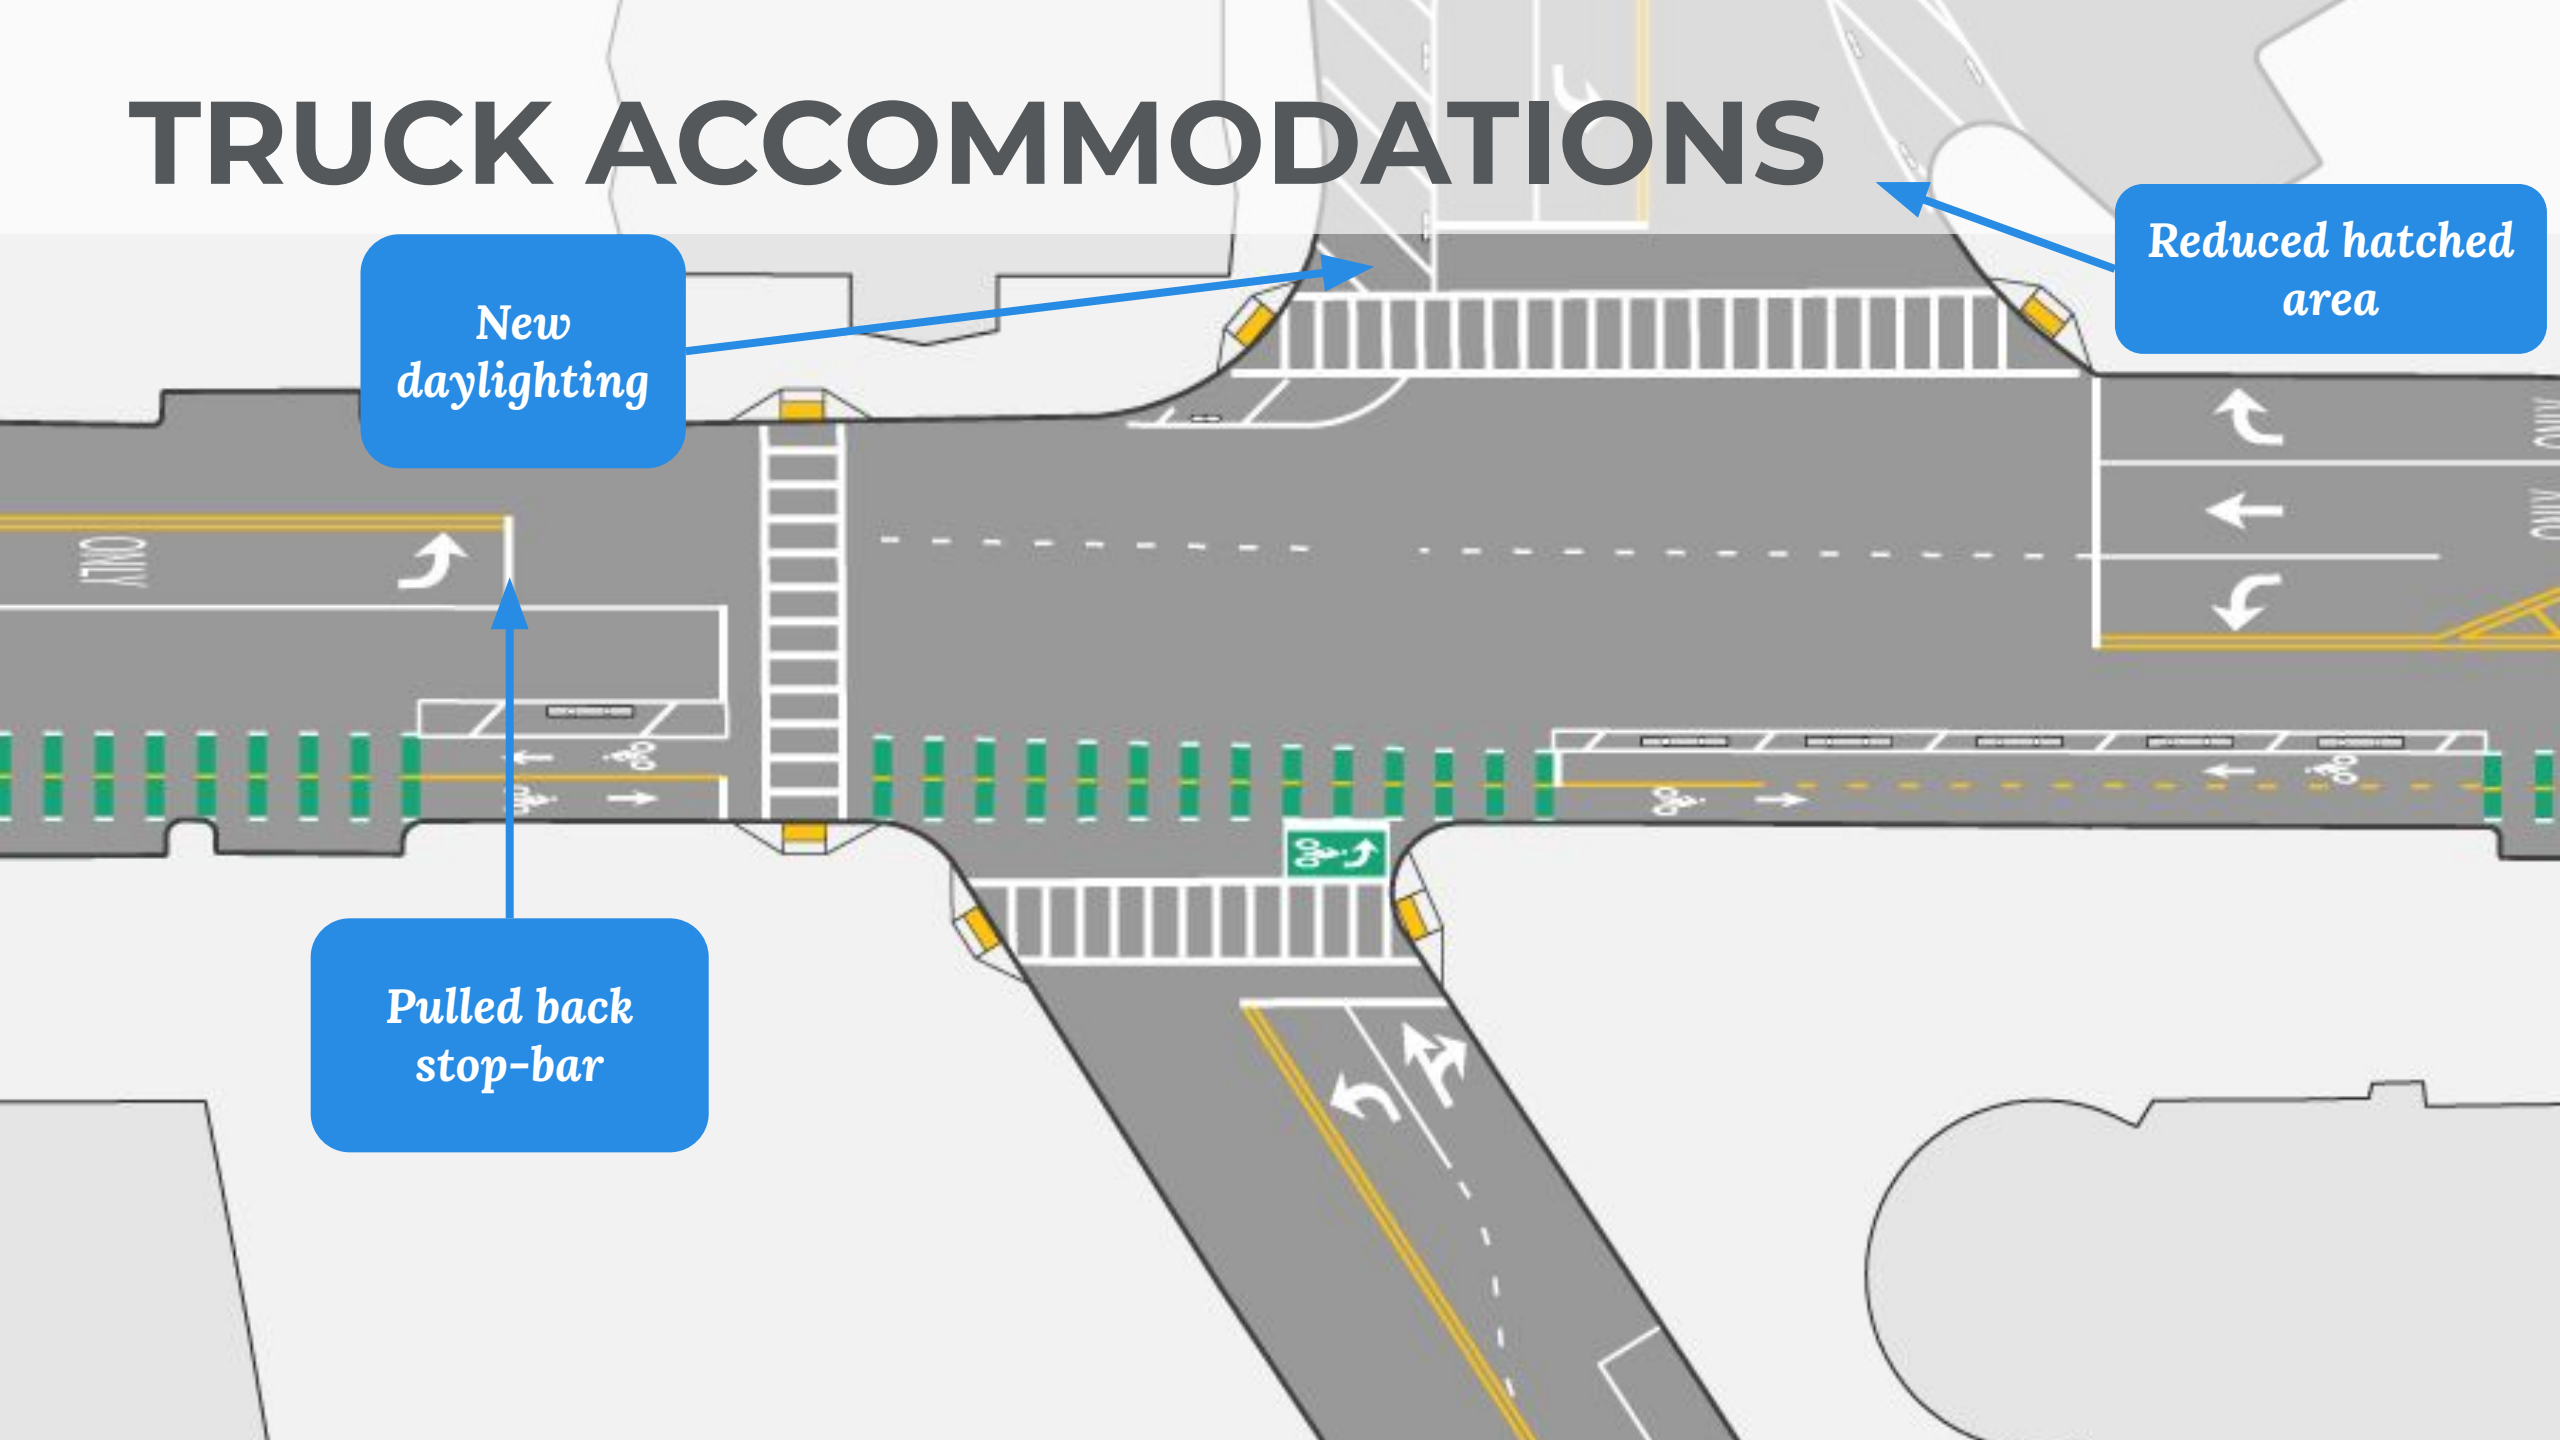 TRUCK ACCOMMODATIONS
Reduced hatched
area
New
daylighting
ONLY
ONLY
ONLY
Pulled back
stop-bar